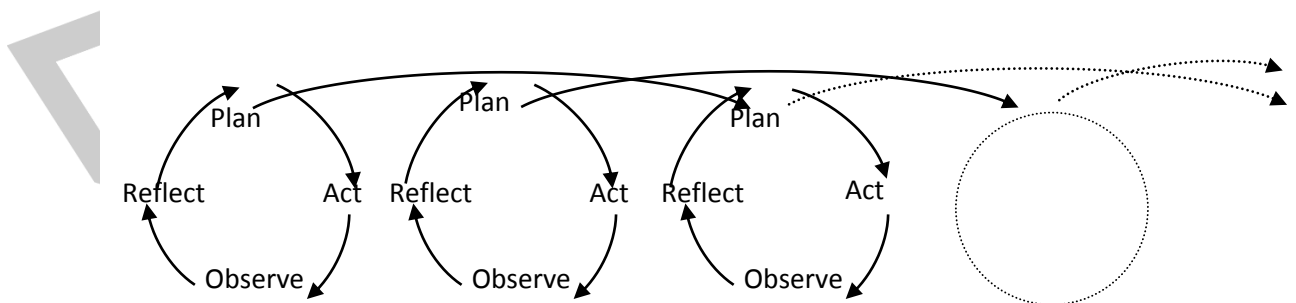 Plan
Plan
Plan
Reflect
Act
Reflect
Act
Reflect
Act
Observe
Observe
Observe